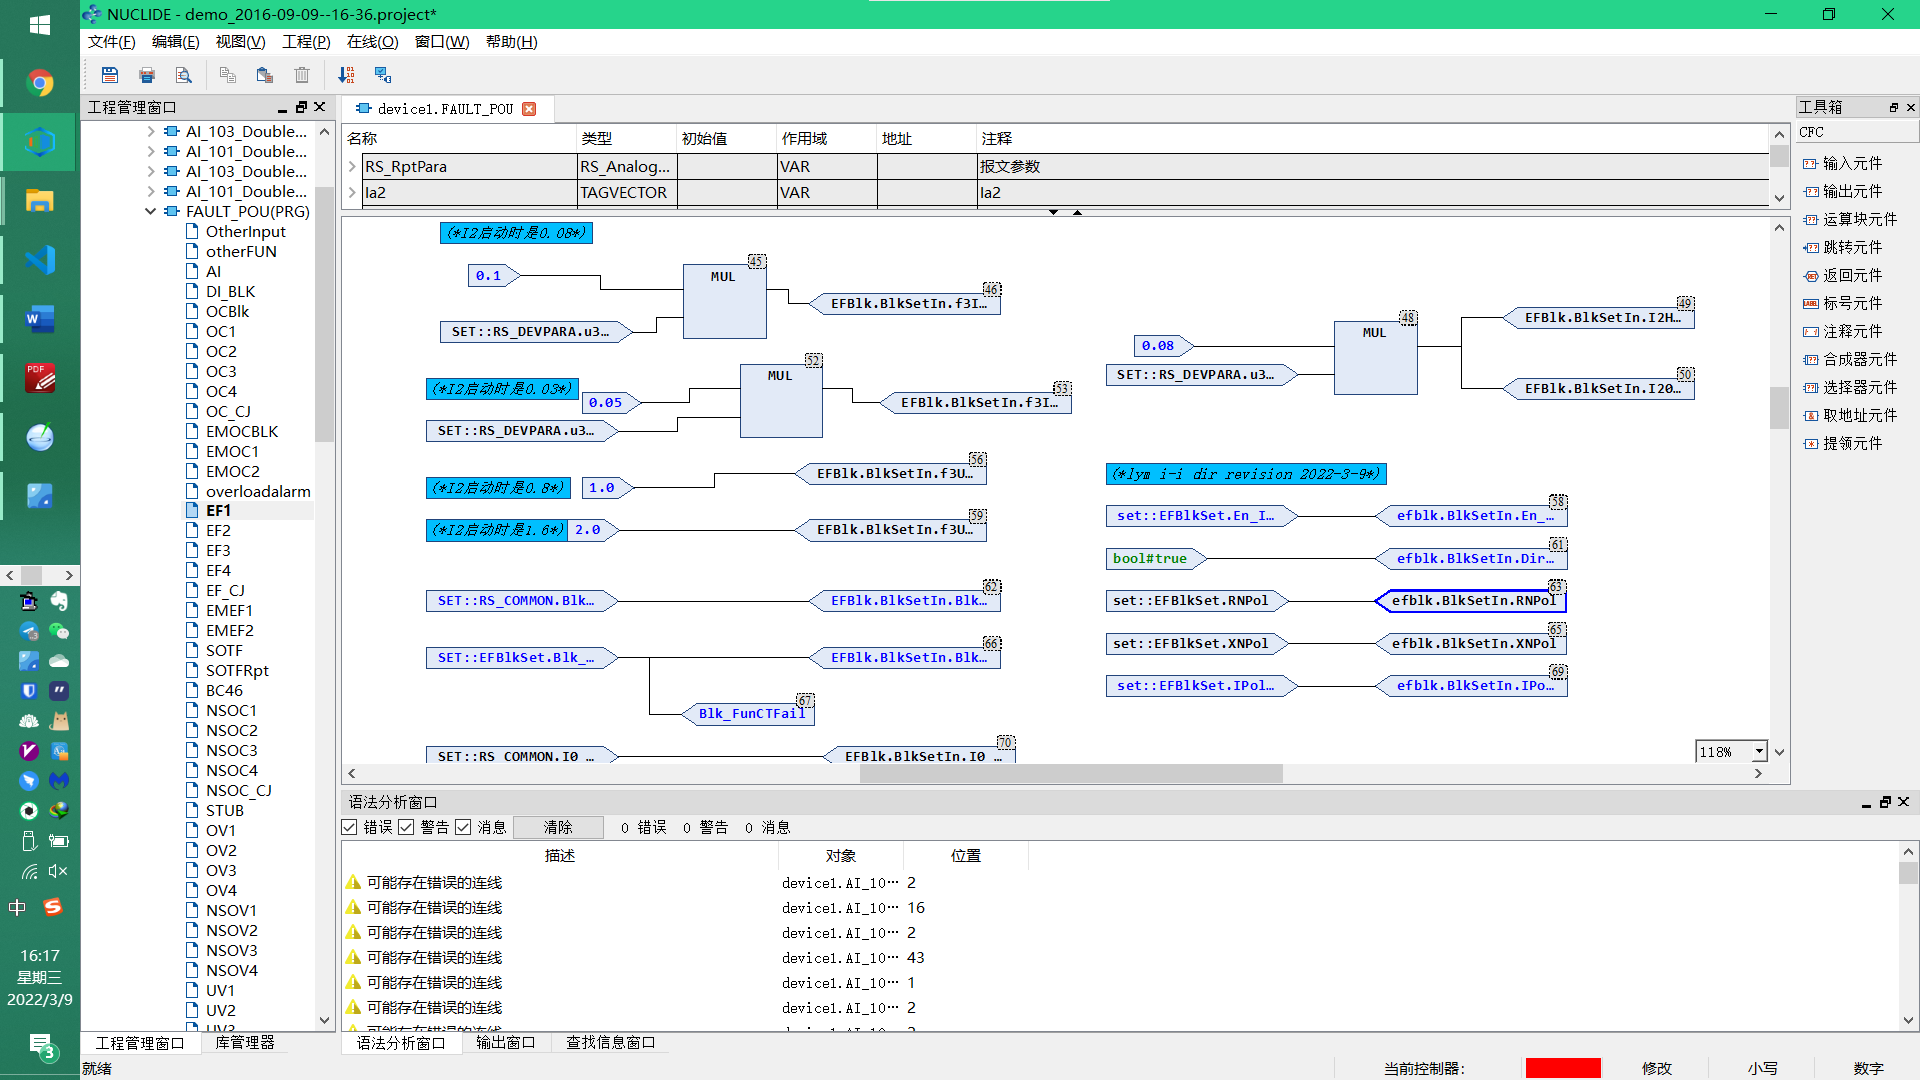 NUCLIDE - demo_2016-09-09--16-36.project*
文件(F) 编辑(E) 视图(V) 工程(P) 在线(O) 窗口(W) 帮助(H)
工程管理窗口
AI_103_Double...
AI_101_Double...
AI_103_Double...
AI_101_Double...
FAULT_POU(PRG)
OtherInput
otherFUN
AI
DI_BLK
OCBlk
OC1
OC2
OC3
OC4
OC_CJ
EMOCBLK
EMOC1
EMOC2
overloadalarm
EF1
EF2
EF3
EF4
EF_CJ
EMEF1
EMEF2
SOTF
SOTFRpt
BC46
NSOC1
NSOC2
NSOC3
NSOC4
NSOC_CJ
STUB
OV1
OV2
OV3
OV4
NSOV1
NSOV2
NSOV3
NSOV4
UV1
UV2
UV3
工程管理窗口 库管理器
device1.FAULT_POU
名称 类型 初始值 作用域 地址 注释
RS_RptPara RS_Analog... VAR 报文参数
Ia2 TAGVECTOR VAR Ia2
(*I2启动时是0.08*)
0.1
45
MUL
46
EFBlk.BlkSetIn.f3I…
SET::RS_DEVPARA.u3…
52
MUL
(*I2启动时是0.03*)
0.05
53
EFBlk.BlkSetIn.f3I…
SET::RS_DEVPARA.u3…
56
EFBlk.BlkSetIn.f3U…
(*I2启动时是0.8*) 1.0
59
(*I2启动时是1.6*) 2.0 EFBlk.BlkSetIn.f3U…
62
SET::RS_COMMON.Blk… EFBlk.BlkSetIn.Blk…
66
SET::EFBlkSet.Blk_… EFBlk.BlkSetIn.Blk…
67
Blk_FunCTFail
70
SET::RS_COMMON.I0_… EFBlk.BlkSetIn.I0_…
49
EFBlk.BlkSetIn.I2H…
48
MUL
0.08
SET::RS_DEVPARA.u3…
50
EFBlk.BlkSetIn.I20…
(*lym i-i dir revision 2022-3-9*)
58
set::EFBlkSet.En_I… efblk.BlkSetIn.En_…
61
bool#true efblk.BlkSetIn.Dir…
63
set::EFBlkSet.RNPol efblk.BlkSetIn.RNPol
65
set::EFBlkSet.XNPol efblk.BlkSetIn.XNPol
69
set::EFBlkSet.IPol… efblk.BlkSetIn.IPo…
118%
工具箱
CFC
输入元件
输出元件
运算块元件
跳转元件
返回元件
标号元件
注释元件
合成器元件
选择器元件
取地址元件
提领元件
语法分析窗口
错误 警告 消息 清除 0 错误 0 警告 0 消息
描述 对象 位置
可能存在错误的连线 device1.AI_10… 2
可能存在错误的连线 device1.AI_10… 16
可能存在错误的连线 device1.AI_10… 2
可能存在错误的连线 device1.AI_10… 43
可能存在错误的连线 device1.AI_10… 1
可能存在错误的连线 device1.AI_10… 2
语法分析窗口 输出窗口 查找信息窗口
就绪
当前控制器: 修改 小写 数字
PDF
中
16:17
星期三
2022/3/9
3